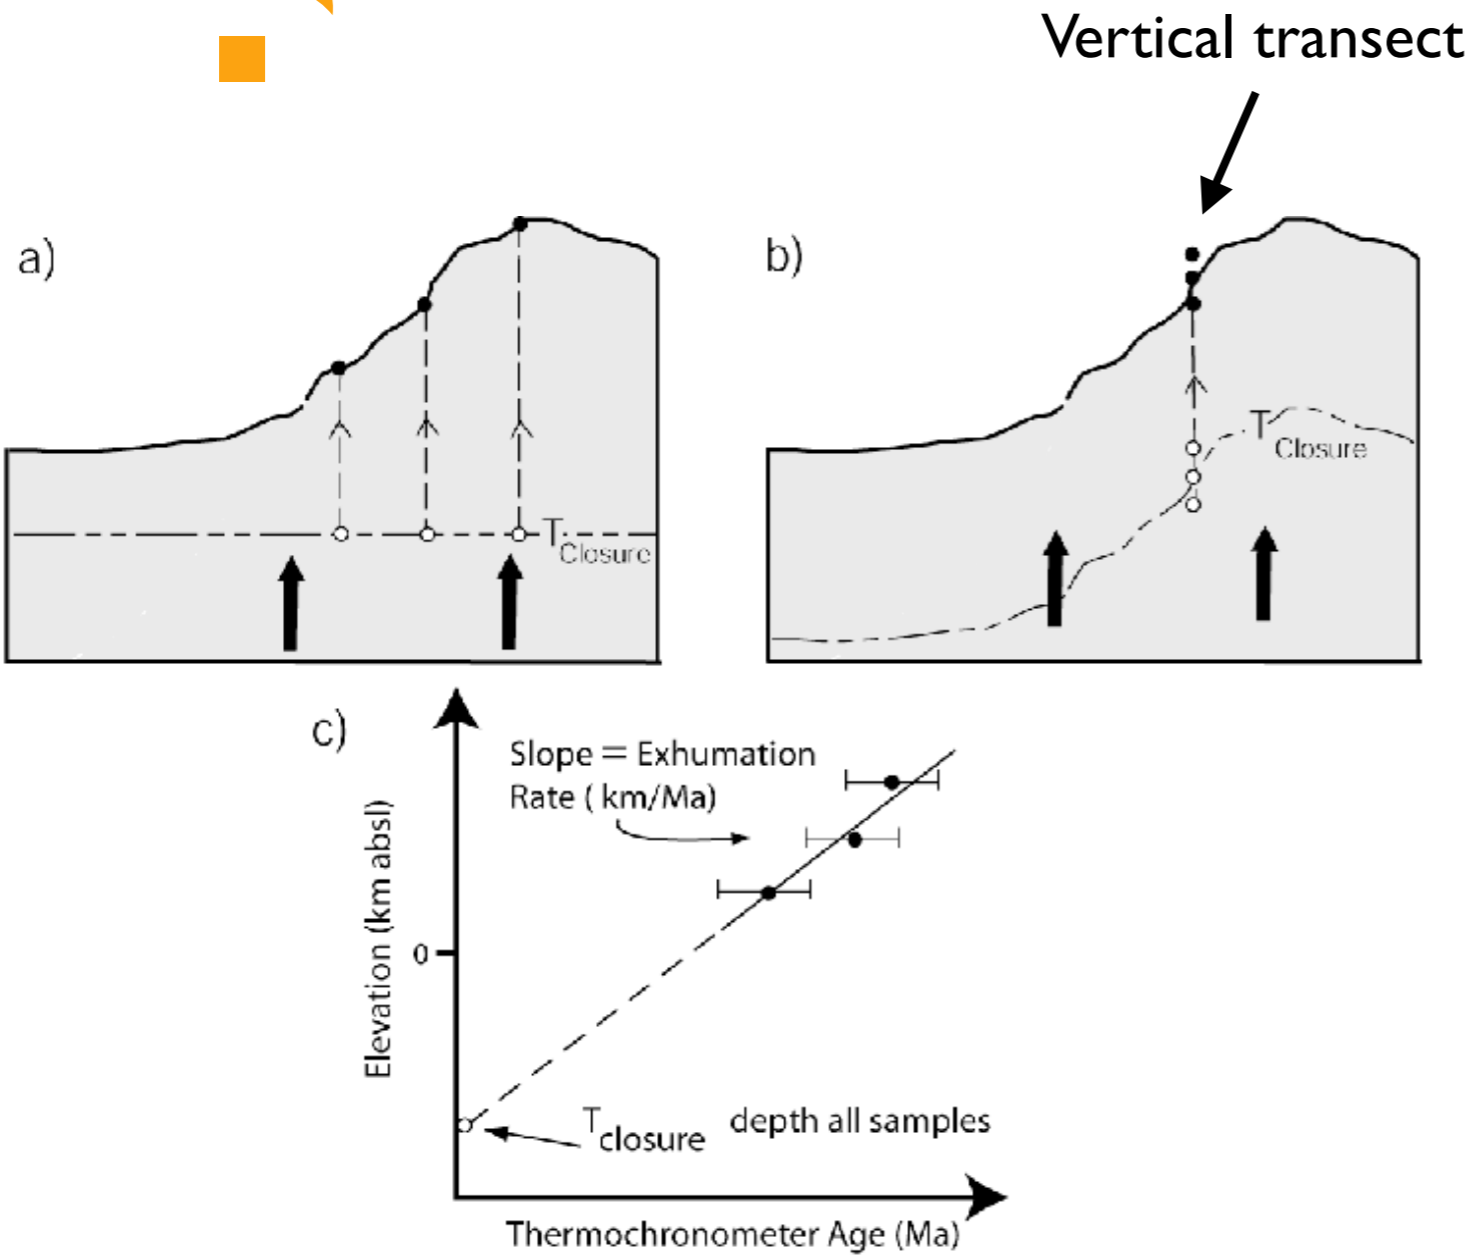 Vertical transect
a)
T Closure
b)
T Closure
c)
Slope = Exhumation
Rate ( km/Ma)
Elevation (km absl)
0
T closure depth all samples
Thermochronometer Age (Ma)